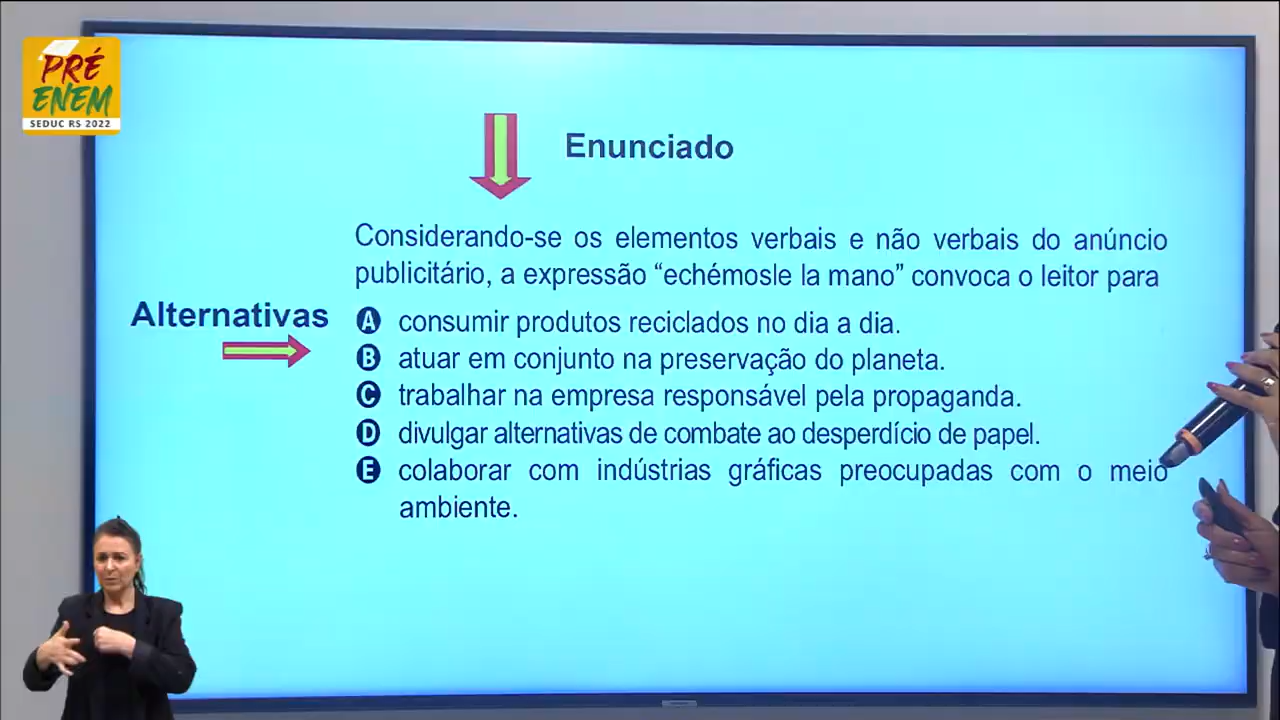 PRÉ
ENEM
SEDUC RS 2022
Enunciado
Considerando-se os elementos verbais e não verbais do anúncio
publicitário, a expressão “echémosle la mano” convoca o leitor para
Alternativas
A consumir produtos reciclados no dia a dia.
B atuar em conjunto na preservação do planeta.
C trabalhar na empresa responsável pela propaganda.
D divulgar alternativas de combate ao desperdício de papel.
E colaborar com indústrias gráficas preocupadas com o meio
ambiente.